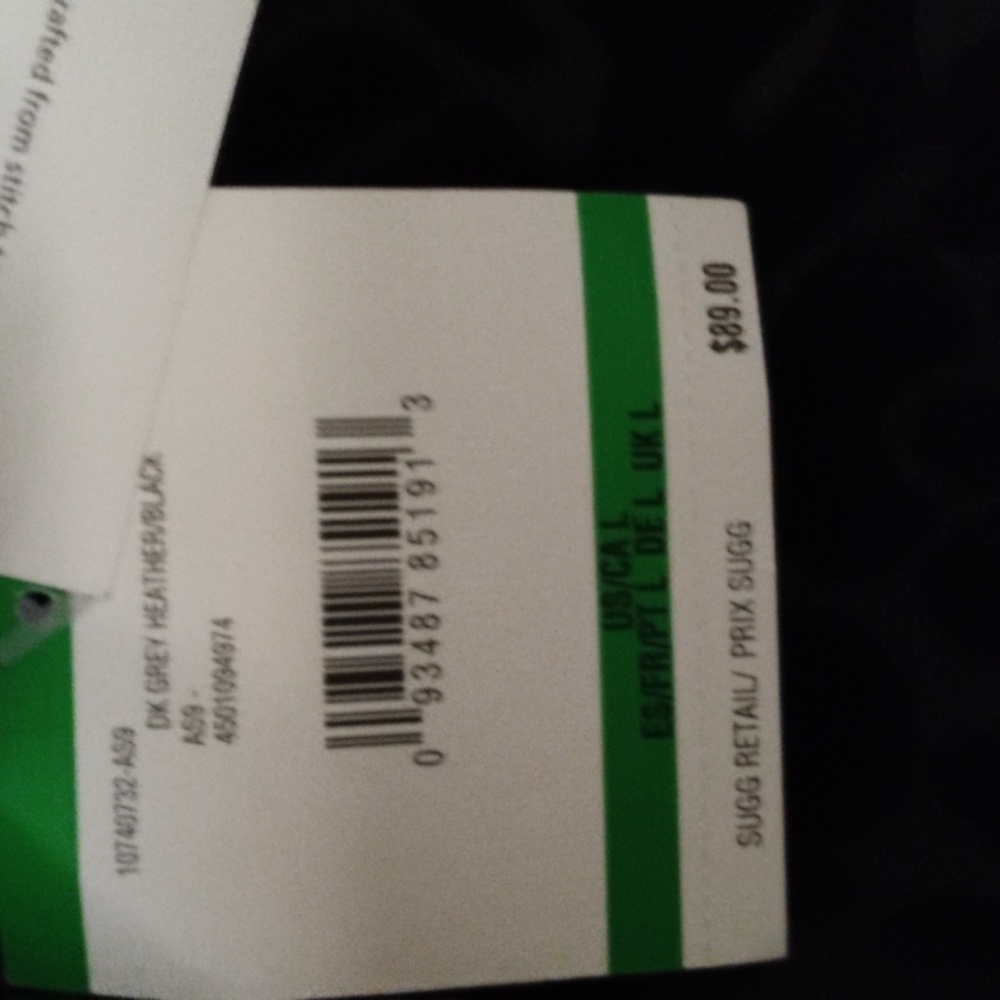 rafted from stitch
10740732-AS9
DK GREY HEATHER/BLACK
AS9 -
4501094974
0 93487 85191 3
US/CA L
ES/FR/PT L DE L UK L
SUGG RETAIL/ PRIX SUGG $89.00